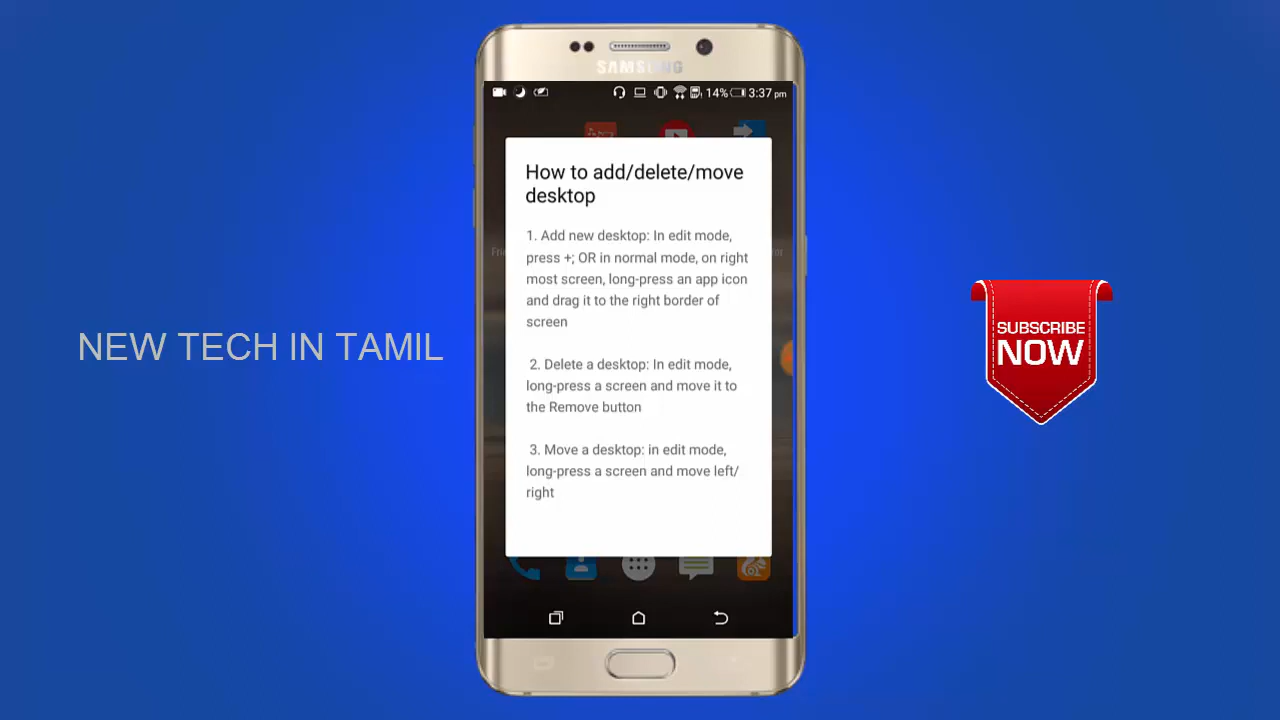 SAMSUNG
14% 3:37 pm
How to add/delete/move
desktop
1. Add new desktop: In edit mode,
press +; OR in normal mode, on right
most screen, long-press an app icon
and drag it to the right border of
screen
2. Delete a desktop: In edit mode,
long-press a screen and move it to
the Remove button
3. Move a desktop: in edit mode,
long-press a screen and move left/
right
NEW TECH IN TAMIL
SUBSCRIBE
NOW